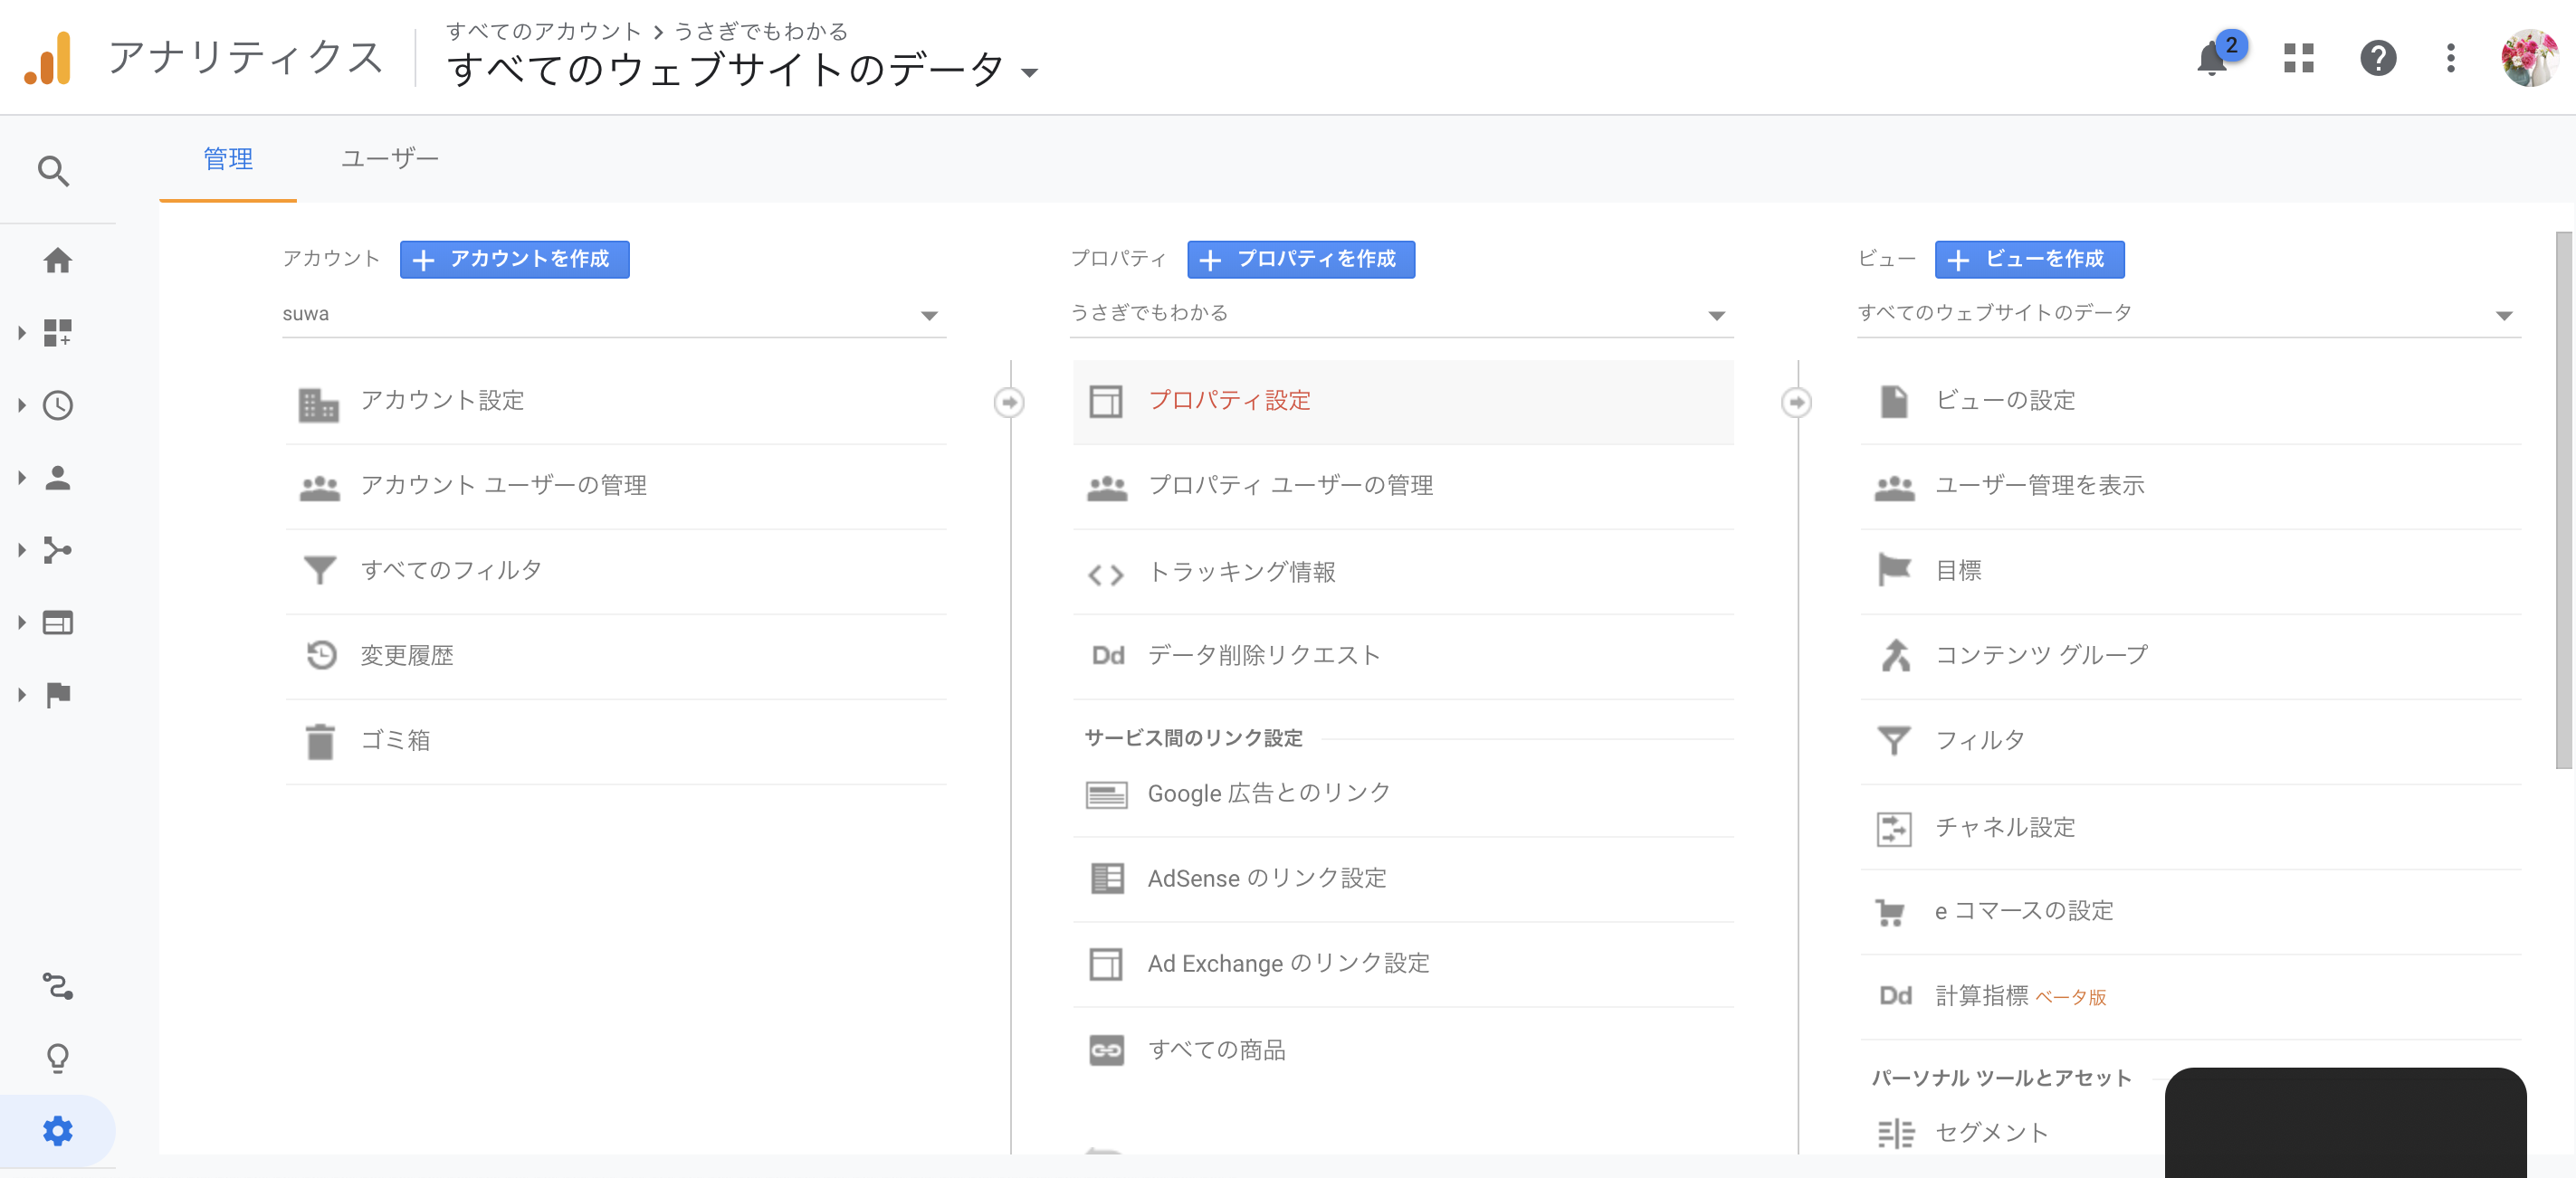 アナリティクス
すべてのアカウント > うさぎでもわかる
すべてのウェブサイトのデータ
2
管理
ユーザー
アカウント
+ アカウントを作成
suwa
アカウント設定
アカウント ユーザーの管理
すべてのフィルタ
変更履歴
ゴミ箱
プロパティ
+ プロパティを作成
うさぎでもわかる
プロパティ設定
プロパティ ユーザーの管理
<> トラッキング情報
Dd データ削除リクエスト
サービス間のリンク設定
Google 広告とのリンク
AdSense のリンク設定
Ad Exchange のリンク設定
すべての商品
ビュー
+ ビューを作成
すべてのウェブサイトのデータ
ビューの設定
ユーザー管理を表示
目標
コンテンツ グループ
フィルタ
チャネル設定
e コマースの設定
Dd 計算指標 ベータ版
パーソナル ツールとアセット
セグメント